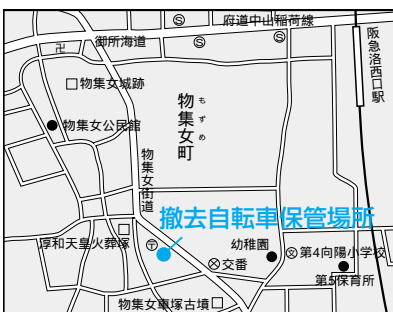 府道中山稲荷線
御所海道
阪急洛西口駅
物集女城跡
物集女町
もずめ
物集女公民館
物集女街道
撤去自転車保管場所
淳和天皇火葬塚
幼稚園
第4向陽小学校
交番
第5保育所
物集女車塚古墳